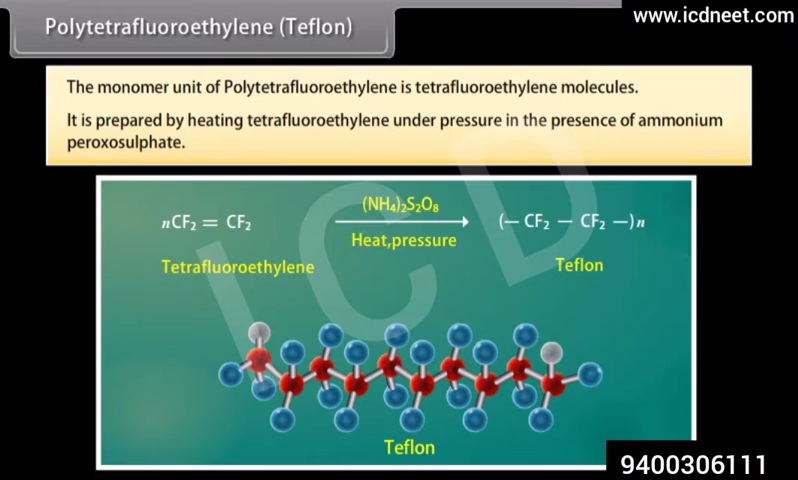 www.icdneet.com
Polytetrafluoroethylene (Teflon)
The monomer unit of Polytetrafluoroethylene is tetrafluoroethylene molecules.
It is prepared by heating tetrafluoroethylene under pressure in the presence of ammonium
peroxosulphate.
ICD
nCF₂ = CF₂ (NH₄)₂S₂O₈ (— CF₂ — CF₂ —)n
Heat,pressure
Tetrafluoroethylene Teflon
Teflon
9400306111